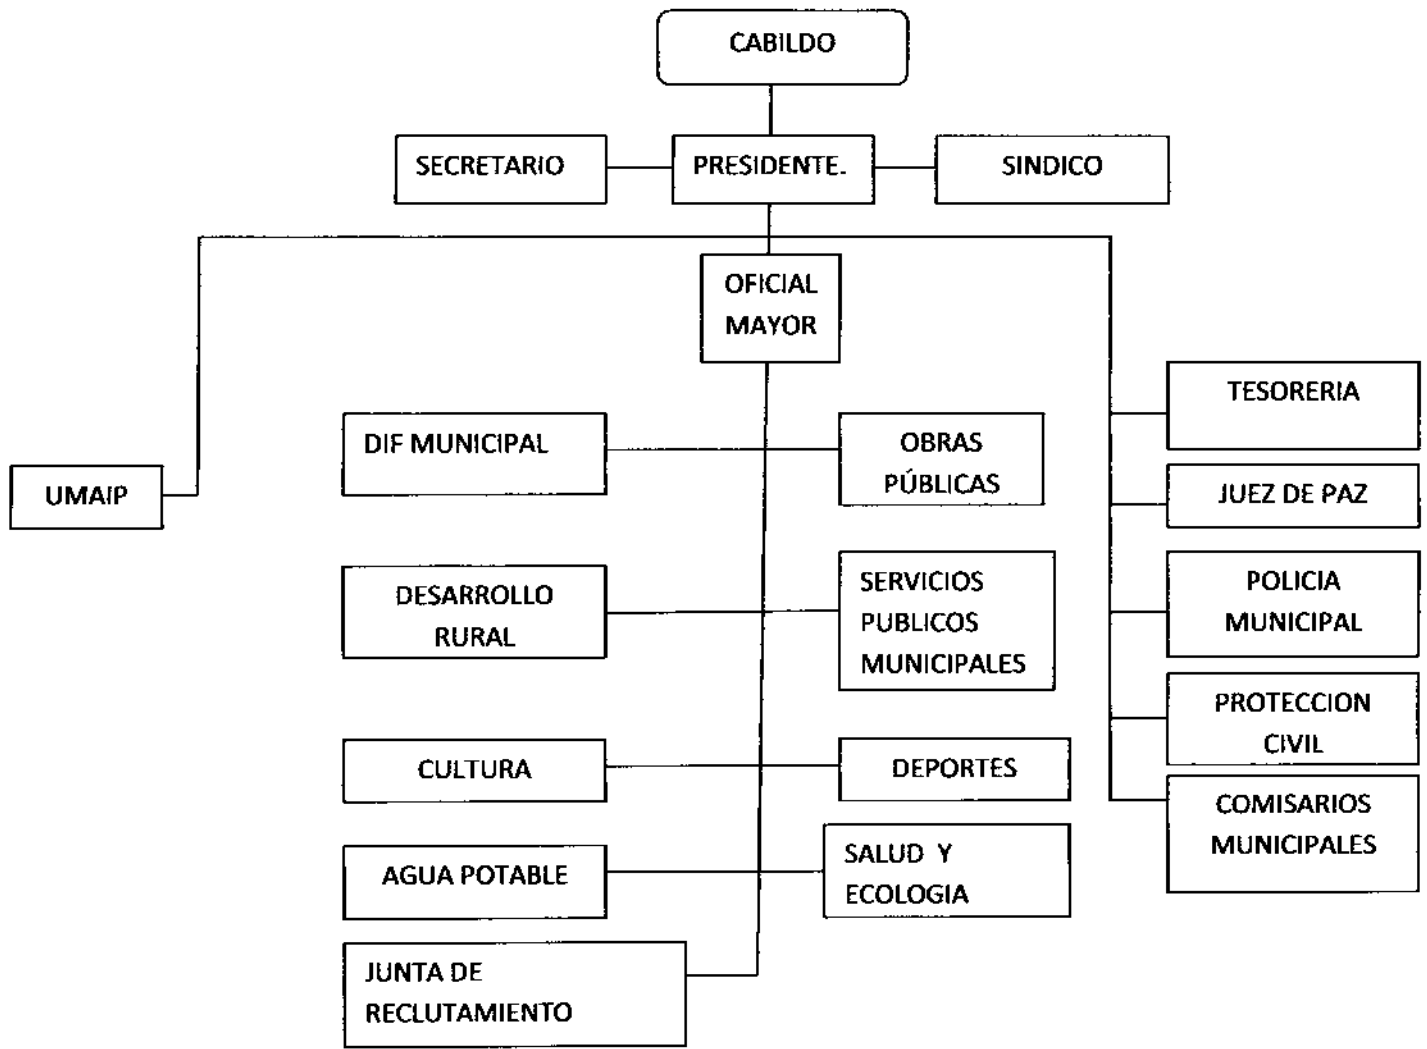 CABILDO
SECRETARIO
PRESIDENTE.
SINDICO
OFICIAL
MAYOR
TESORERIA
DIF MUNICIPAL
OBRAS
PÚBLICAS
UMAIP
JUEZ DE PAZ
DESARROLLO
RURAL
SERVICIOS
PUBLICOS
MUNICIPALES
POLICIA
MUNICIPAL
PROTECCION
CIVIL
CULTURA
DEPORTES
COMISARIOS
MUNICIPALES
AGUA POTABLE
SALUD Y
ECOLOGIA
JUNTA DE
RECLUTAMIENTO